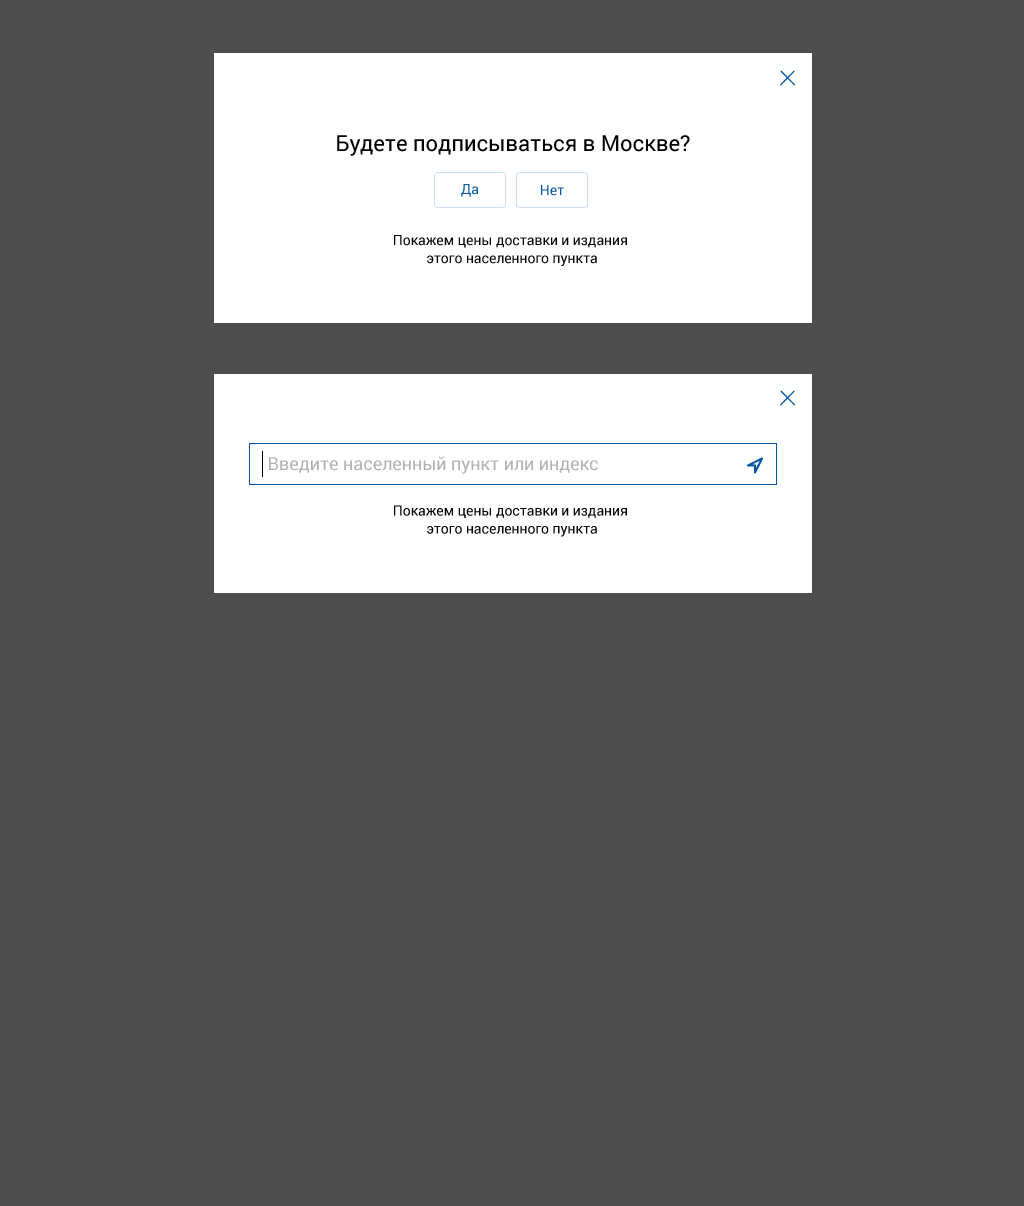 Будете подписываться в Москве?
Да Нет
Покажем цены доставки и издания
этого населенного пункта
Введите населенный пункт или индекс
Покажем цены доставки и издания
этого населенного пункта